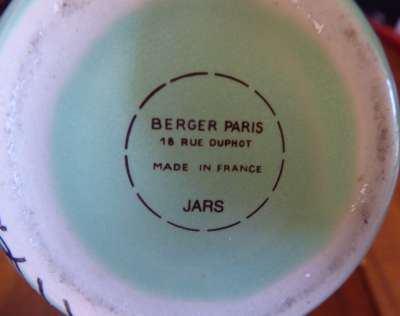 BERGER PARIS
18 RUE DUPHOT
MADE IN FRANCE
JARS